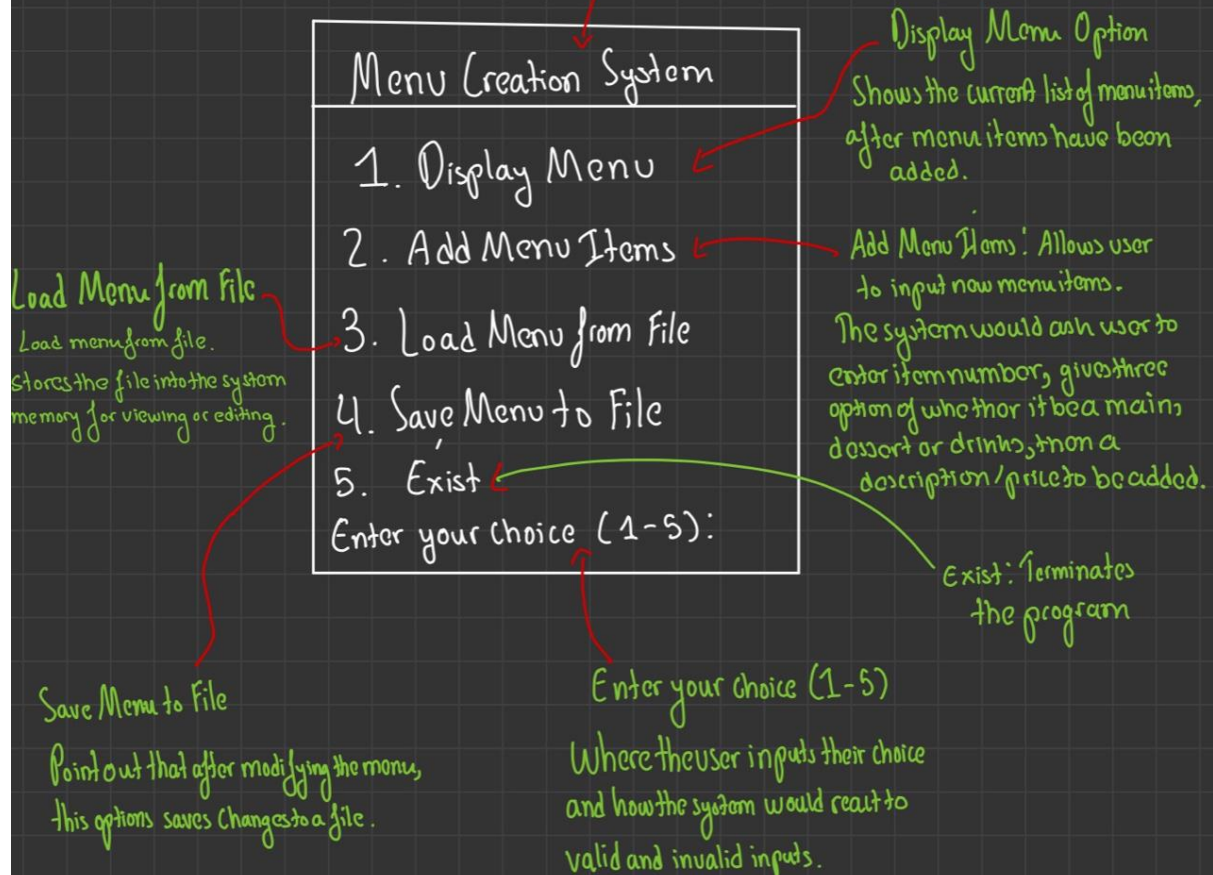 Menu Creation System
1. Display Menu
2. Add Menu Items
3. Load Menu from File
4. Save Menu to File
5. Exist
Enter your choice (1-5):
Display Menu Option
Shows the current list of menu items,
after menu items have been
added.
Add Menu Items: Allows user
to input new menu items.
The system would ask user to
enter item number, gives three
option of whether it be a main,
dessert or drinks, then a
description/price to be added.
Load Menu from File
Load menu from file.
stores the file into the system
memory for viewing or editing.
Exist: Terminates
the program
Save Menu to File
Point out that after modifying the menu,
this options saves changes to a file.
Enter your choice (1-5)
Where the user inputs their choice
and how the system would react to
valid and invalid inputs.